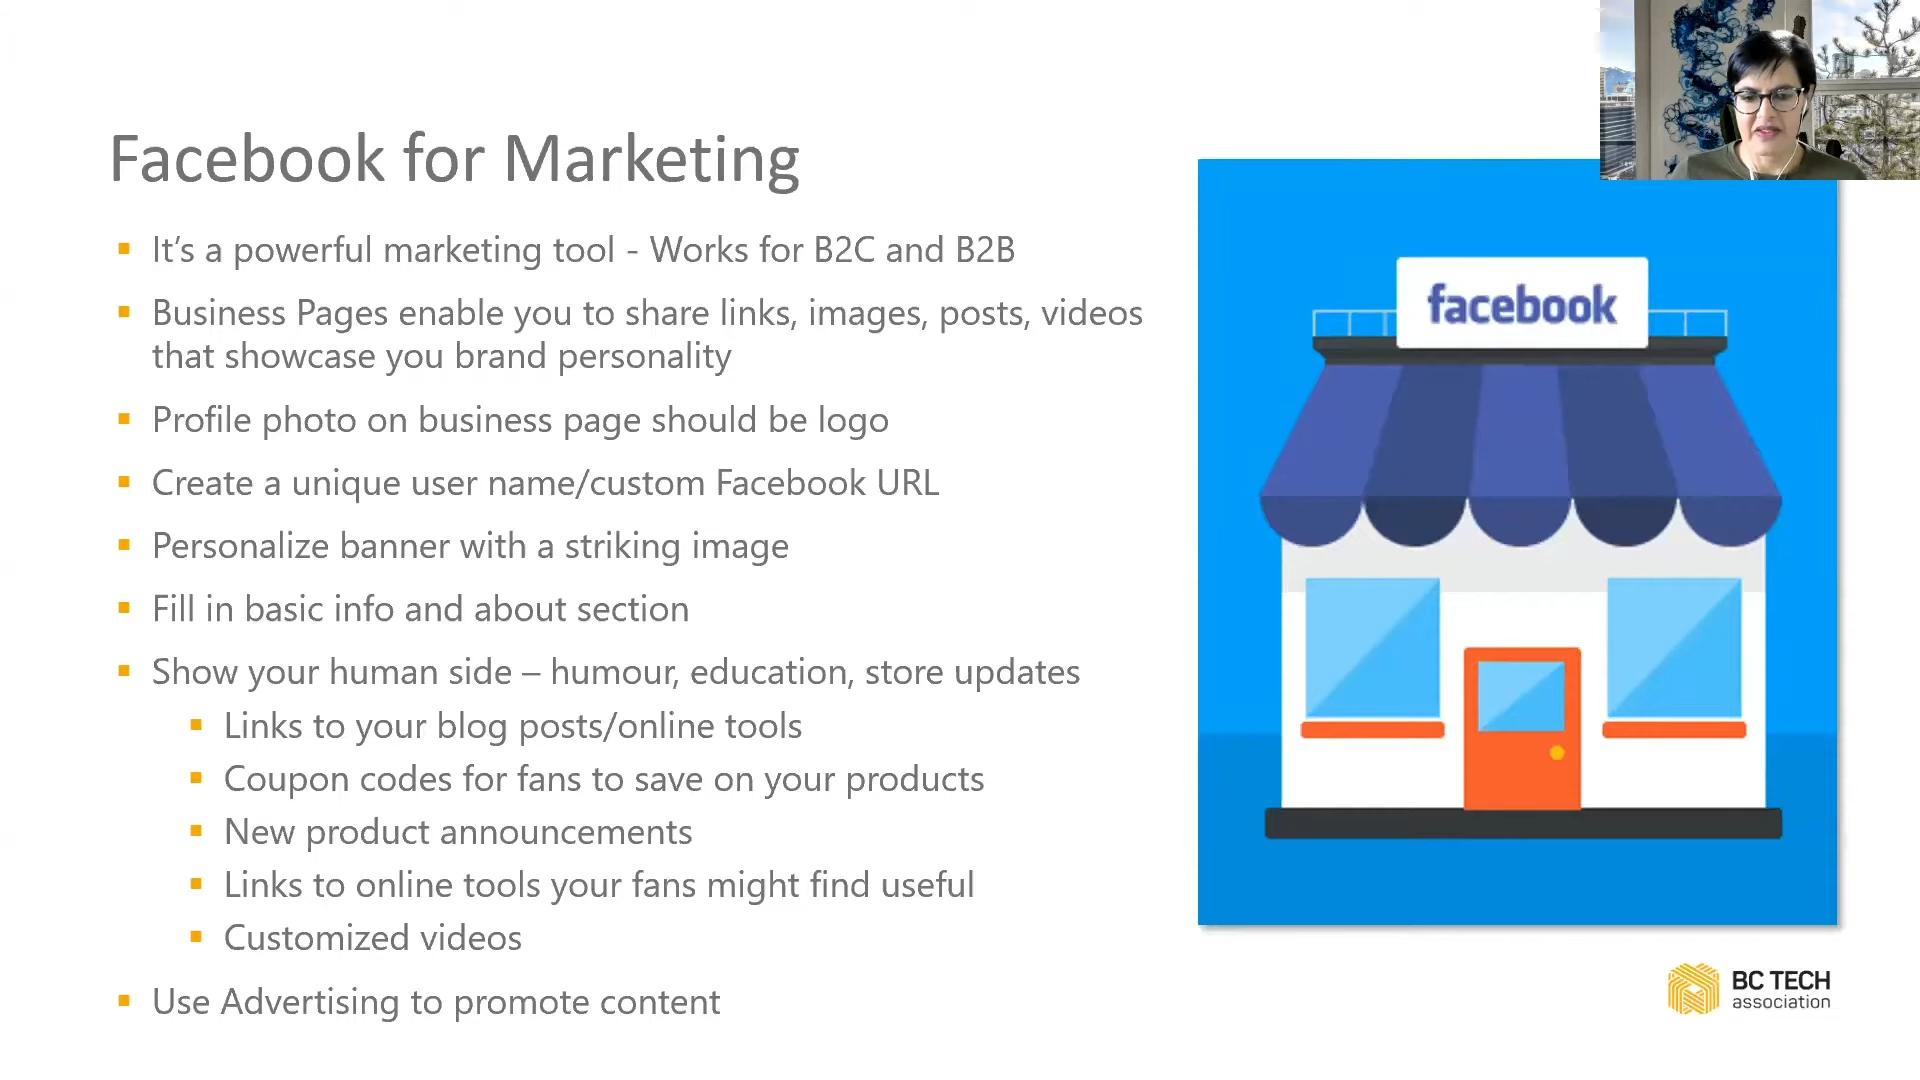 Facebook for Marketing
It’s a powerful marketing tool - Works for B2C and B2B
Business Pages enable you to share links, images, posts, videos
that showcase you brand personality
Profile photo on business page should be logo
Create a unique user name/custom Facebook URL
Personalize banner with a striking image
Fill in basic info and about section
Show your human side – humour, education, store updates
Links to your blog posts/online tools
Coupon codes for fans to save on your products
New product announcements
Links to online tools your fans might find useful
Customized videos
Use Advertising to promote content
facebook
BC TECH
association